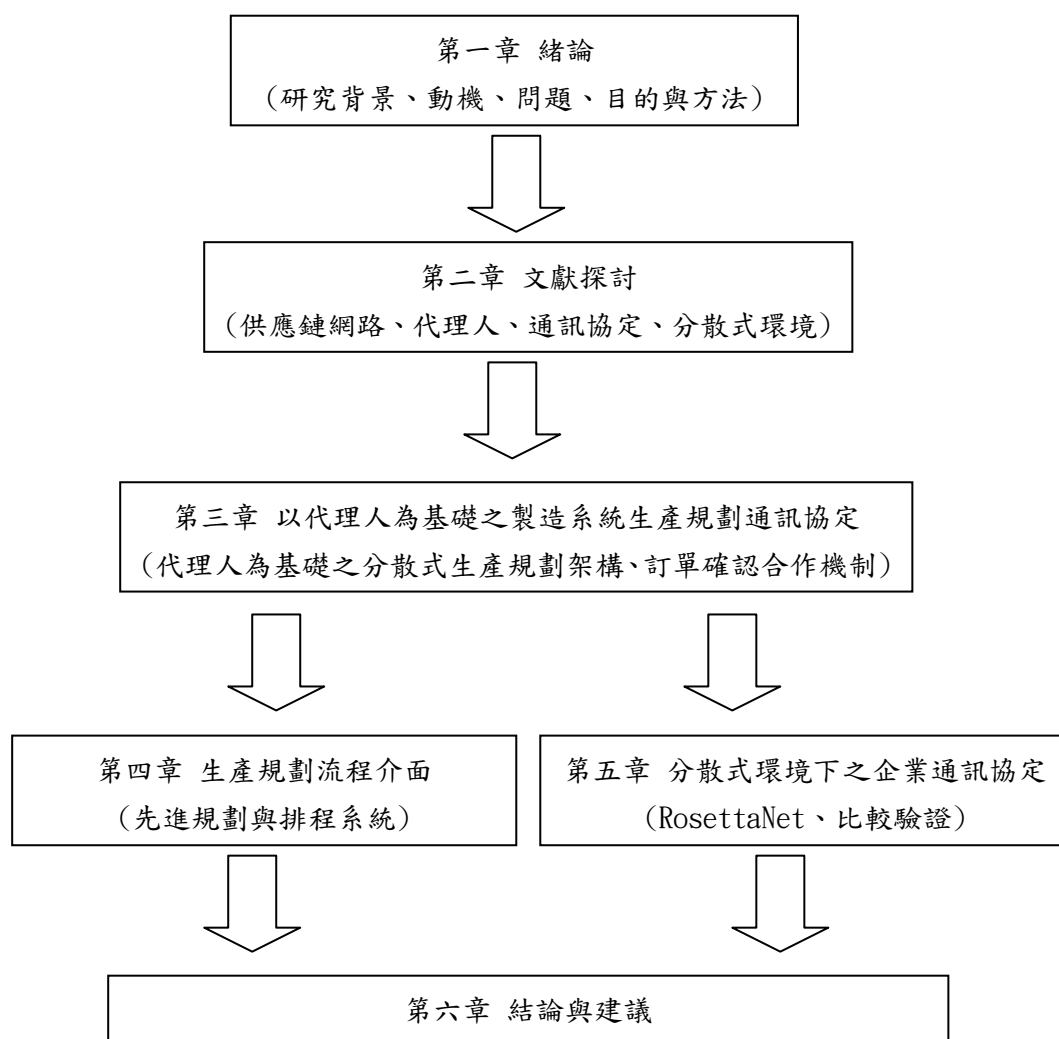 第一章 緒論
(研究背景、動機、問題、目的與方法)
第二章 文獻探討
(供應鏈網路、代理人、通訊協定、分散式環境)
第三章 以代理人為基礎之製造系統生產規劃通訊協定
(代理人為基礎之分散式生產規劃架構、訂單確認合作機制)
第四章 生產規劃流程介面
(先進規劃與排程系統)
第五章 分散式環境下之企業通訊協定
(RosettaNet、比較驗證)
第六章 結論與建議